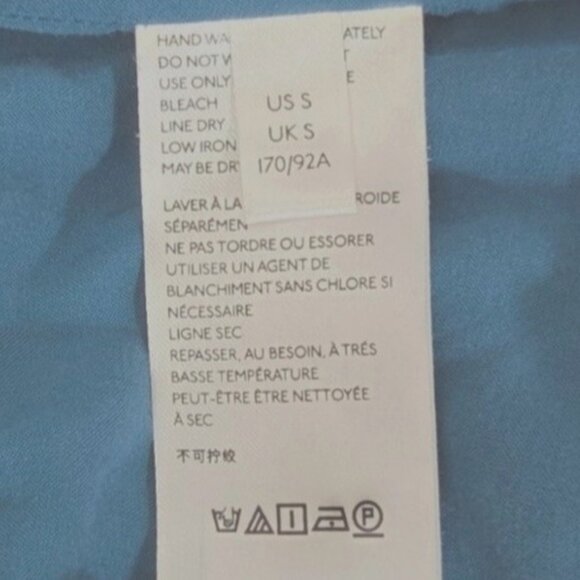 HAND WA ATELY
DO NOT W T
USE ONLY E
BLEACH
LINE DRY
LOW IRON
MAY BE DR
US S
UK S
170/92A
LAVER À LA ROIDE
SÉPARÉMEN
NE PAS TORDRE OU ESSORER
UTILISER UN AGENT DE
BLANCHIMENT SANS CHLORE SI
NÉCESSAIRE
LIGNE SEC
REPASSER, AU BESOIN, À TRÉS
BASSE TEMPÉRATURE
PEUT-ÊTRE ÊTRE NETTOYÉE
À SEC
不可拧绞
P